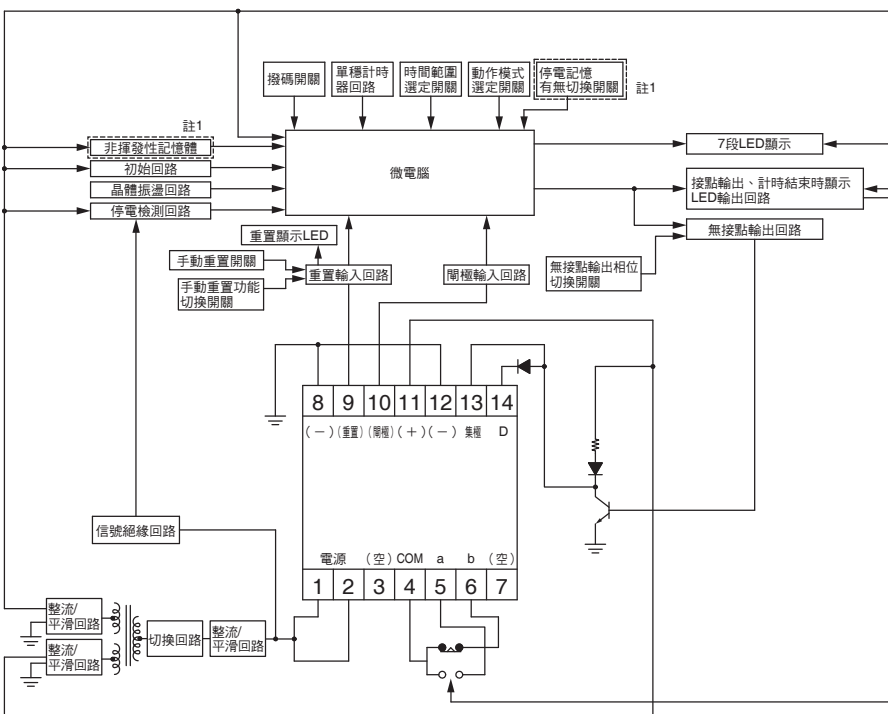 撥碼開關
單穩計時
器回路
時間範圍
選定開關
動作模式
選定開關
停電記憶
有無切換開關
註1
註1
非揮發性記憶體
初始回路
晶體振盪回路
停電檢測回路
微電腦
7段LED顯示
接點輸出、計時結束時顯示
LED輸出回路
無接點輸出回路
重置顯示LED
手動重置開關
手動重置功能
切換開關
重置輸入回路
閘極輸入回路
無接點輸出相位
切換開關
8 9 10 11 12 13 14
(－) (重置) (閘極) (＋) (－) 集極 D
信號絕緣回路
電源 (空) COM a b (空)
1 2 3 4 5 6 7
整流/
平滑回路
切換回路
整流/
平滑回路
整流/
平滑回路